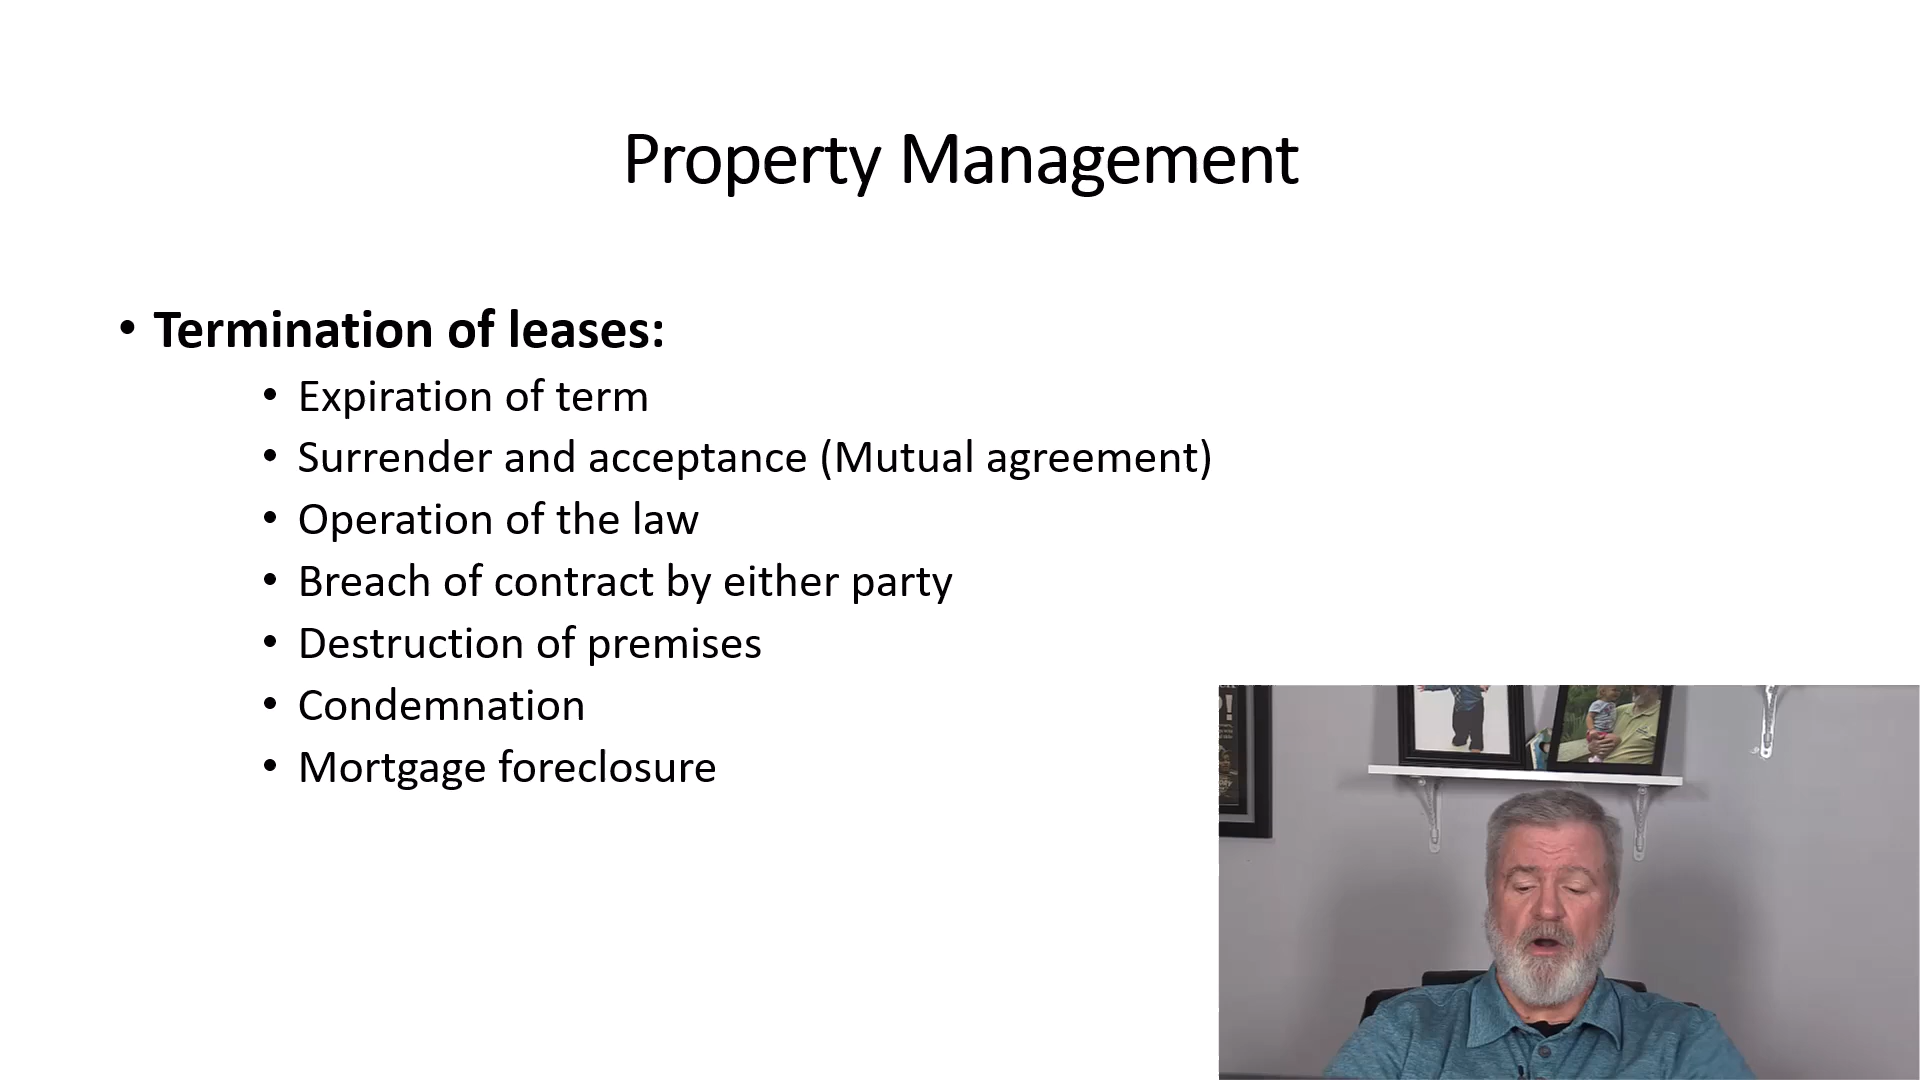 Property Management
• Termination of leases:
• Expiration of term
• Surrender and acceptance (Mutual agreement)
• Operation of the law
• Breach of contract by either party
• Destruction of premises
• Condemnation
• Mortgage foreclosure